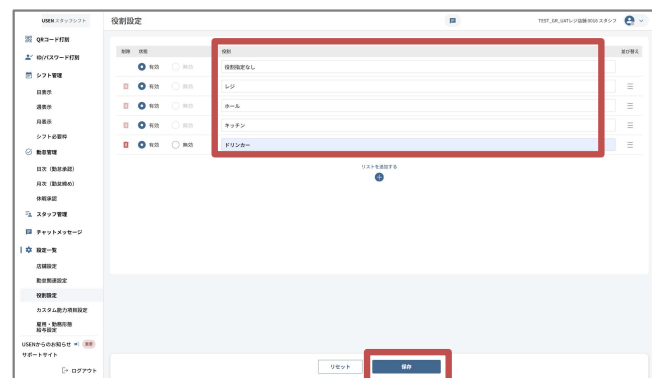 USEN スタッフシフト
役割設定
TEST_GR_UATレジ店舗0016 スタッフ
QRコード打刻
ID/パスワード打刻
シフト管理
日表示
週表示
月表示
シフト必要枠
勤怠管理
日次（勤怠承認）
月次（勤怠締め）
休暇承認
スタッフ管理
チャットメッセージ
設定一覧
店舗設定
勤怠関連設定
役割設定
カスタム能力項目設定
雇用・勤務形態
給与設定
USENからのお知らせ
サポートサイト
ログアウト
削除 状態 役割 並び替え
有効 無効 役割指定なし
有効 無効 レジ
有効 無効 ホール
有効 無効 キッチン
有効 無効 ドリンカー
リストを追加する
リセット 保存